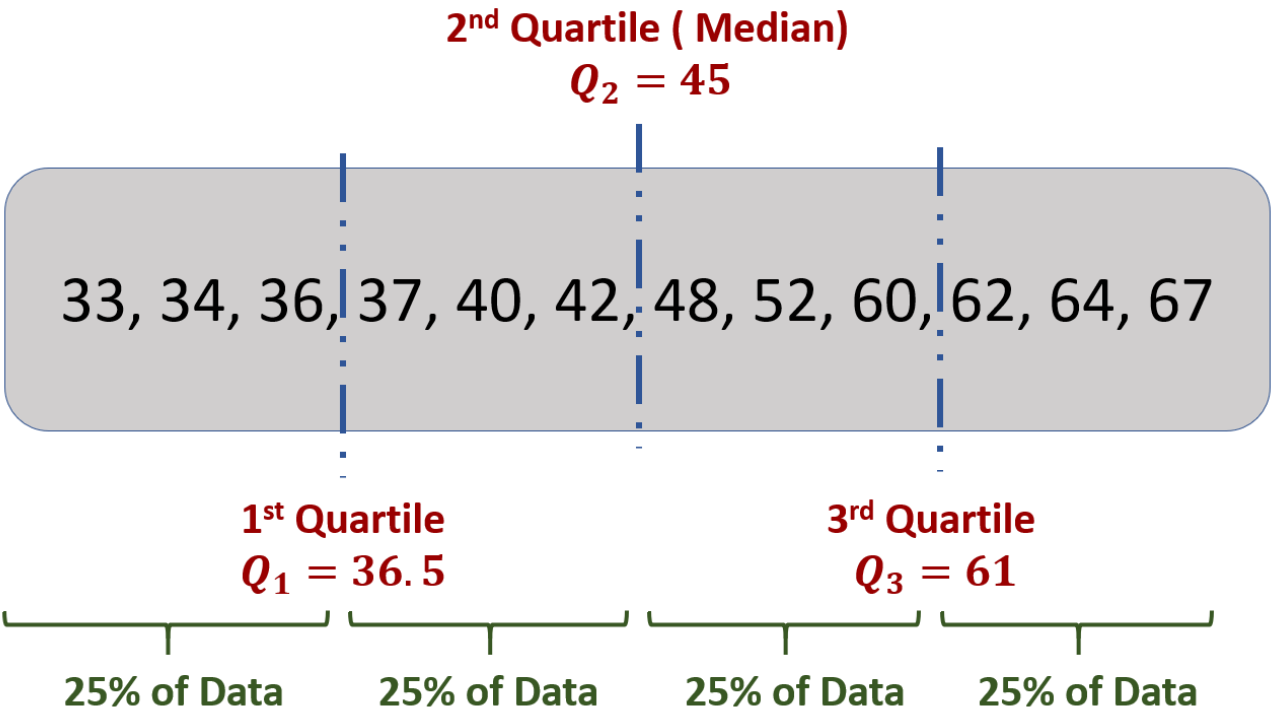 2nd Quartile ( Median)
Q2 = 45
33, 34, 36, 37, 40, 42, 48, 52, 60, 62, 64, 67
1st Quartile
Q1 = 36.5
3rd Quartile
Q3 = 61
25% of Data
25% of Data
25% of Data
25% of Data